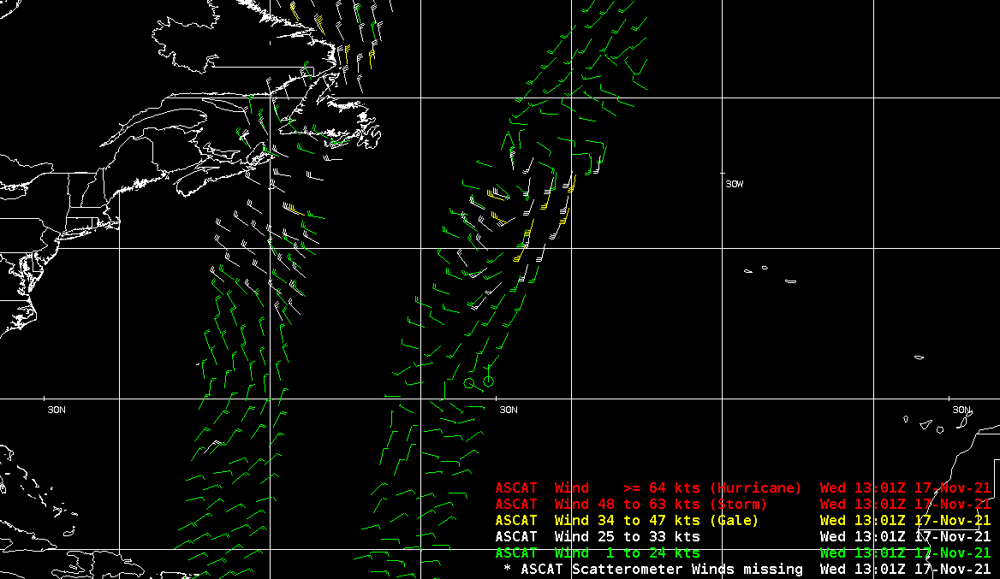 30W
30N
30N
30N
ASCAT Wind >= 64 kts (Hurricane) Wed 13:01Z 17-Nov-21
ASCAT Wind 48 to 63 kts (Storm) Wed 13:01Z 17-Nov-21
ASCAT Wind 34 to 47 kts (Gale) Wed 13:01Z 17-Nov-21
ASCAT Wind 25 to 33 kts Wed 13:01Z 17-Nov-21
ASCAT Wind 1 to 24 kts Wed 13:01Z 17-Nov-21
* ASCAT Scatterometer Winds missing Wed 13:01Z 17-Nov-21